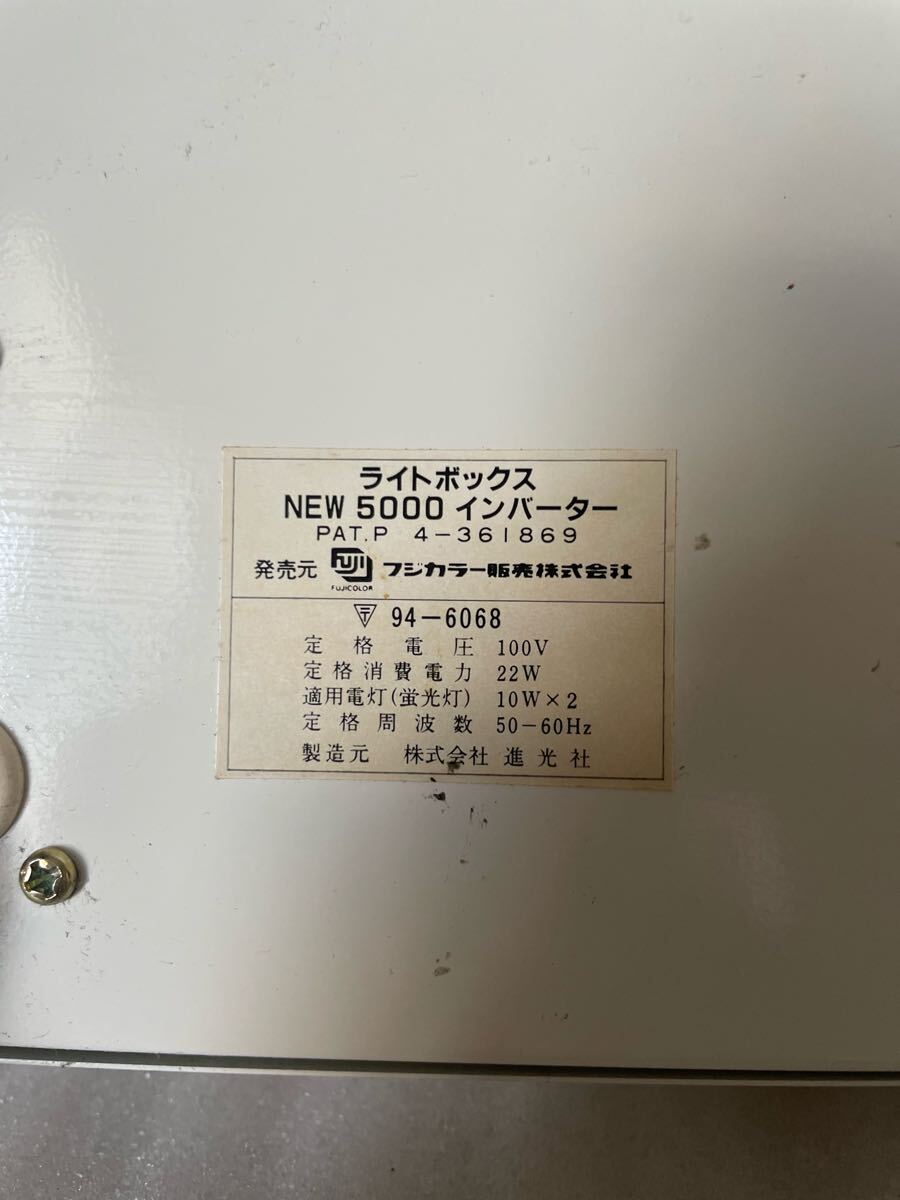 ライトボックス
NEW 5000 インバーター
PAT.P 4-361869
発売元 FUJI FUJICOLOR フジカラー販売株式会社
〒 94-6068
定格電圧 100V
定格消費電力 22W
適用電灯(蛍光灯) 10W×2
定格周波数 50-60Hz
製造元 株式会社 進光社